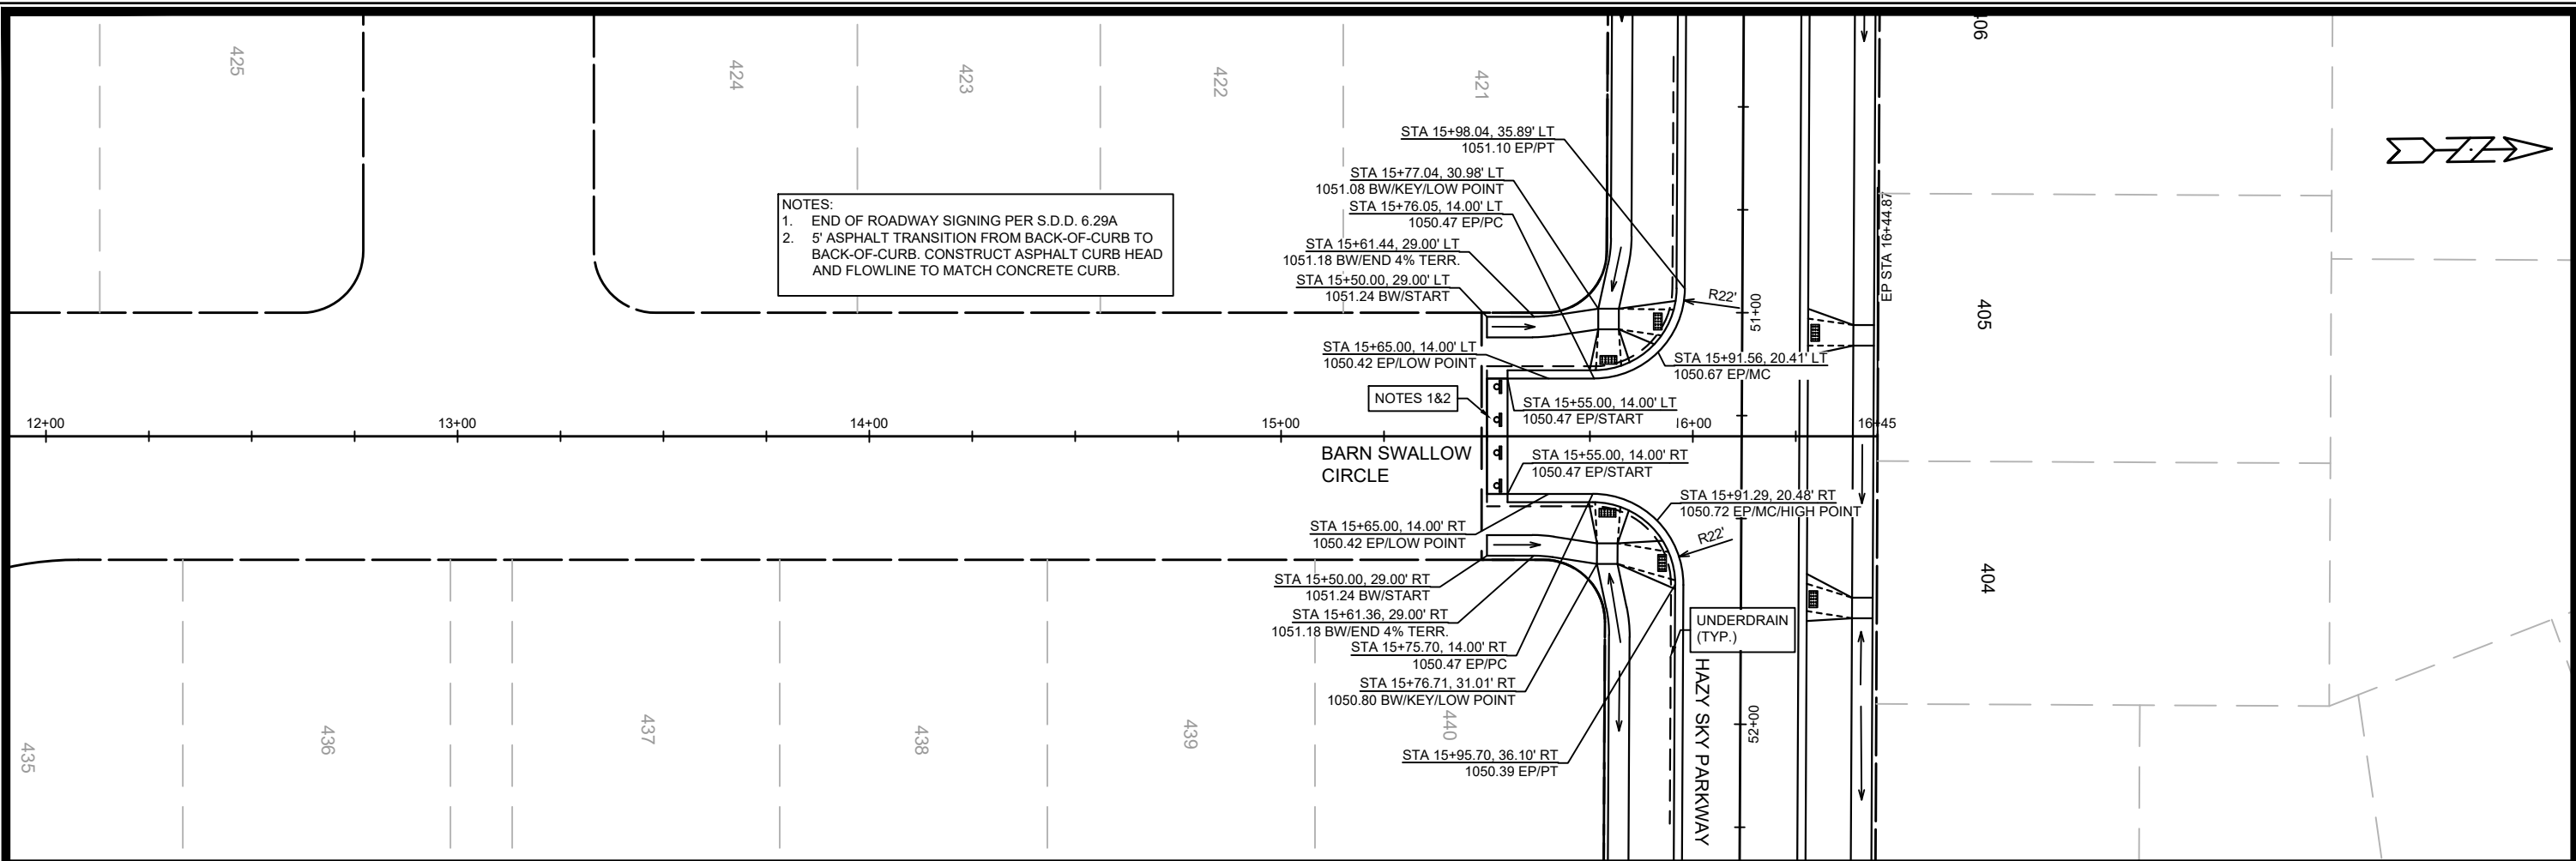 425
424
423
422
421
406
STA 15+98.04, 35.89' LT
1051.10 EP/PT
STA 15+77.04, 30.98' LT
1051.08 BW/KEY/LOW POINT
STA 15+76.05, 14.00' LT
1050.47 EP/PC
STA 15+61.44, 29.00' LT
1051.18 BW/END 4% TERR.
STA 15+50.00, 29.00' LT
1051.24 BW/START
NOTES:
1. END OF ROADWAY SIGNING PER S.D.D. 6.29A
2. 5' ASPHALT TRANSITION FROM BACK-OF-CURB TO
BACK-OF-CURB. CONSTRUCT ASPHALT CURB HEAD
AND FLOWLINE TO MATCH CONCRETE CURB.
EP STA 16+44.87
R22'
51+00
405
STA 15+65.00, 14.00' LT
1050.42 EP/LOW POINT
STA 15+91.56, 20.41' LT
1050.67 EP/MC
NOTES 1&2
STA 15+55.00, 14.00' LT
1050.47 EP/START
12+00
13+00
14+00
15+00
16+00
16+45
BARN SWALLOW
CIRCLE
STA 15+55.00, 14.00' RT
1050.47 EP/START
STA 15+91.29, 20.48' RT
1050.72 EP/MC/HIGH POINT
STA 15+65.00, 14.00' RT
1050.42 EP/LOW POINT
R22'
404
STA 15+50.00, 29.00' RT
1051.24 BW/START
STA 15+61.36, 29.00' RT
1051.18 BW/END 4% TERR.
STA 15+75.70, 14.00' RT
1050.47 EP/PC
STA 15+76.71, 31.01' RT
1050.80 BW/KEY/LOW POINT
UNDERDRAIN
(TYP.)
HAZY SKY PARKWAY
52+00
STA 15+95.70, 36.10' RT
1050.39 EP/PT
435
436
437
438
439
440